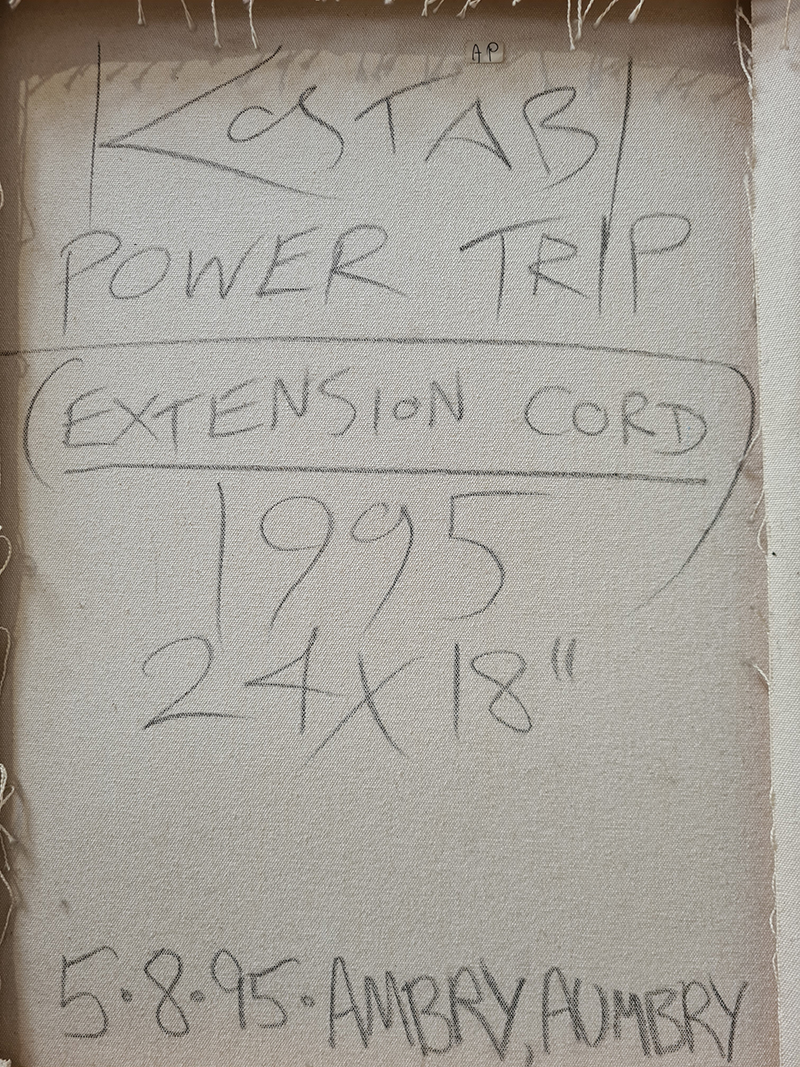 AP
KOSTABI
POWER TRIP
(EXTENSION CORD)
1995
24X18"
5·8·95·AMBRY, AUMBRY